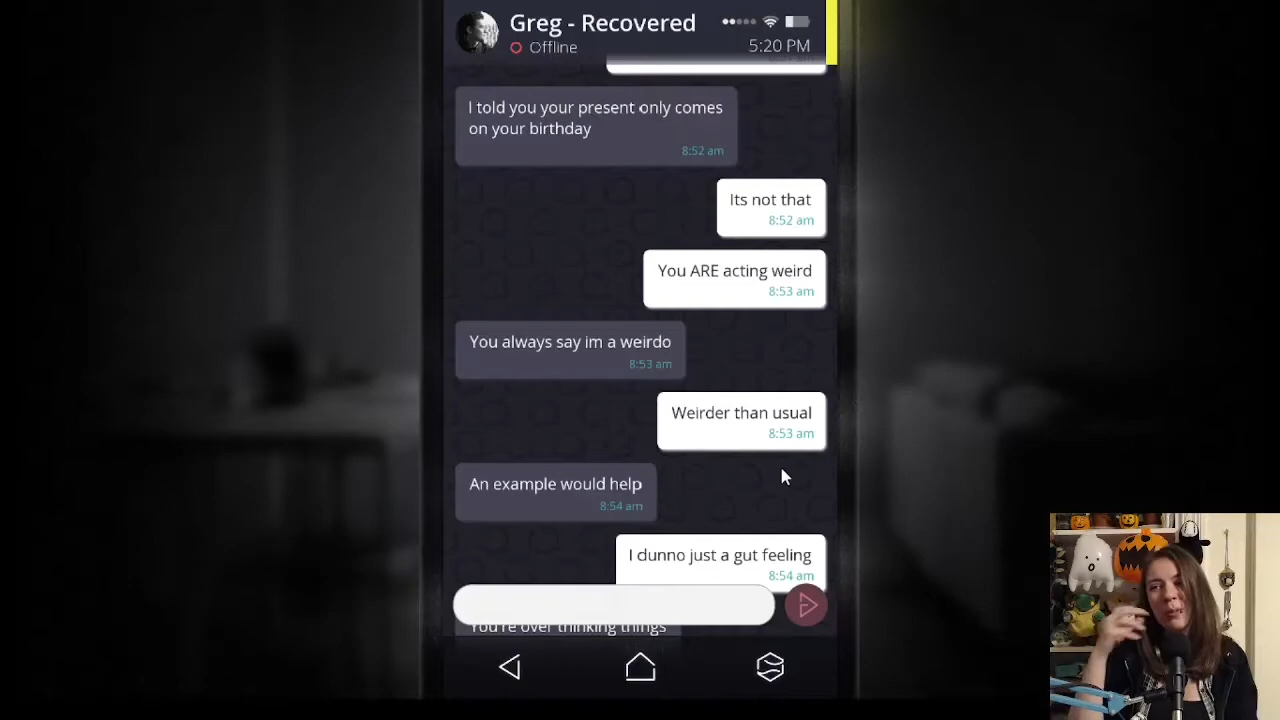 Greg - Recovered
Offline
5:20 PM
I told you your present only comes
on your birthday
8:52 am
Its not that
8:52 am
You ARE acting weird
8:53 am
You always say im a weirdo
8:53 am
Weirder than usual
8:53 am
An example would help
8:54 am
I dunno just a gut feeling
8:54 am
You're over thinking things